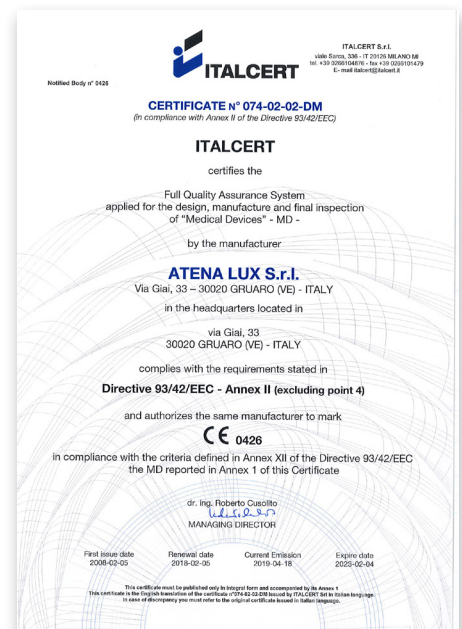 ITALCERT
ITALCERT S.r.l.
viale Sarca, 336 - IT 20126 MILANO MI
tel. +39 0266104876 - fax +39 0266101479
E- mail italcert@italcert.it
Notified Body n° 0426
CERTIFICATE N° 074-02-02-DM
(in compliance with Annex II of the Directive 93/42/EEC)
ITALCERT
certifies the
Full Quality Assurance System
applied for the design, manufacture and final inspection
of "Medical Devices" - MD -
by the manufacturer
ATENA LUX S.r.l.
Via Giai, 33 – 30020 GRUARO (VE) - ITALY
in the headquarters located in
via Giai, 33
30020 GRUARO (VE) - ITALY
complies with the requirements stated in
Directive 93/42/EEC - Annex II (excluding point 4)
and authorizes the same manufacturer to mark
CE 0426
in compliance with the criteria defined in Annex XII of the Directive 93/42/EEC
the MD reported in Annex 1 of this Certificate
dr. ing. Roberto Cusolito
MANAGING DIRECTOR
First issue date Renewal date Current Emission Expire date
2008-02-05 2018-02-05 2019-04-18 2023-02-04
This certificate must be published only in integral form and accompanied by its Annex 1
This certificate is the English translation of the certificate n°074-02-02-DM issued by ITALCERT Srl in Italian language.
In case of discrepancy you must refer to the original certificate issued in Italian language.